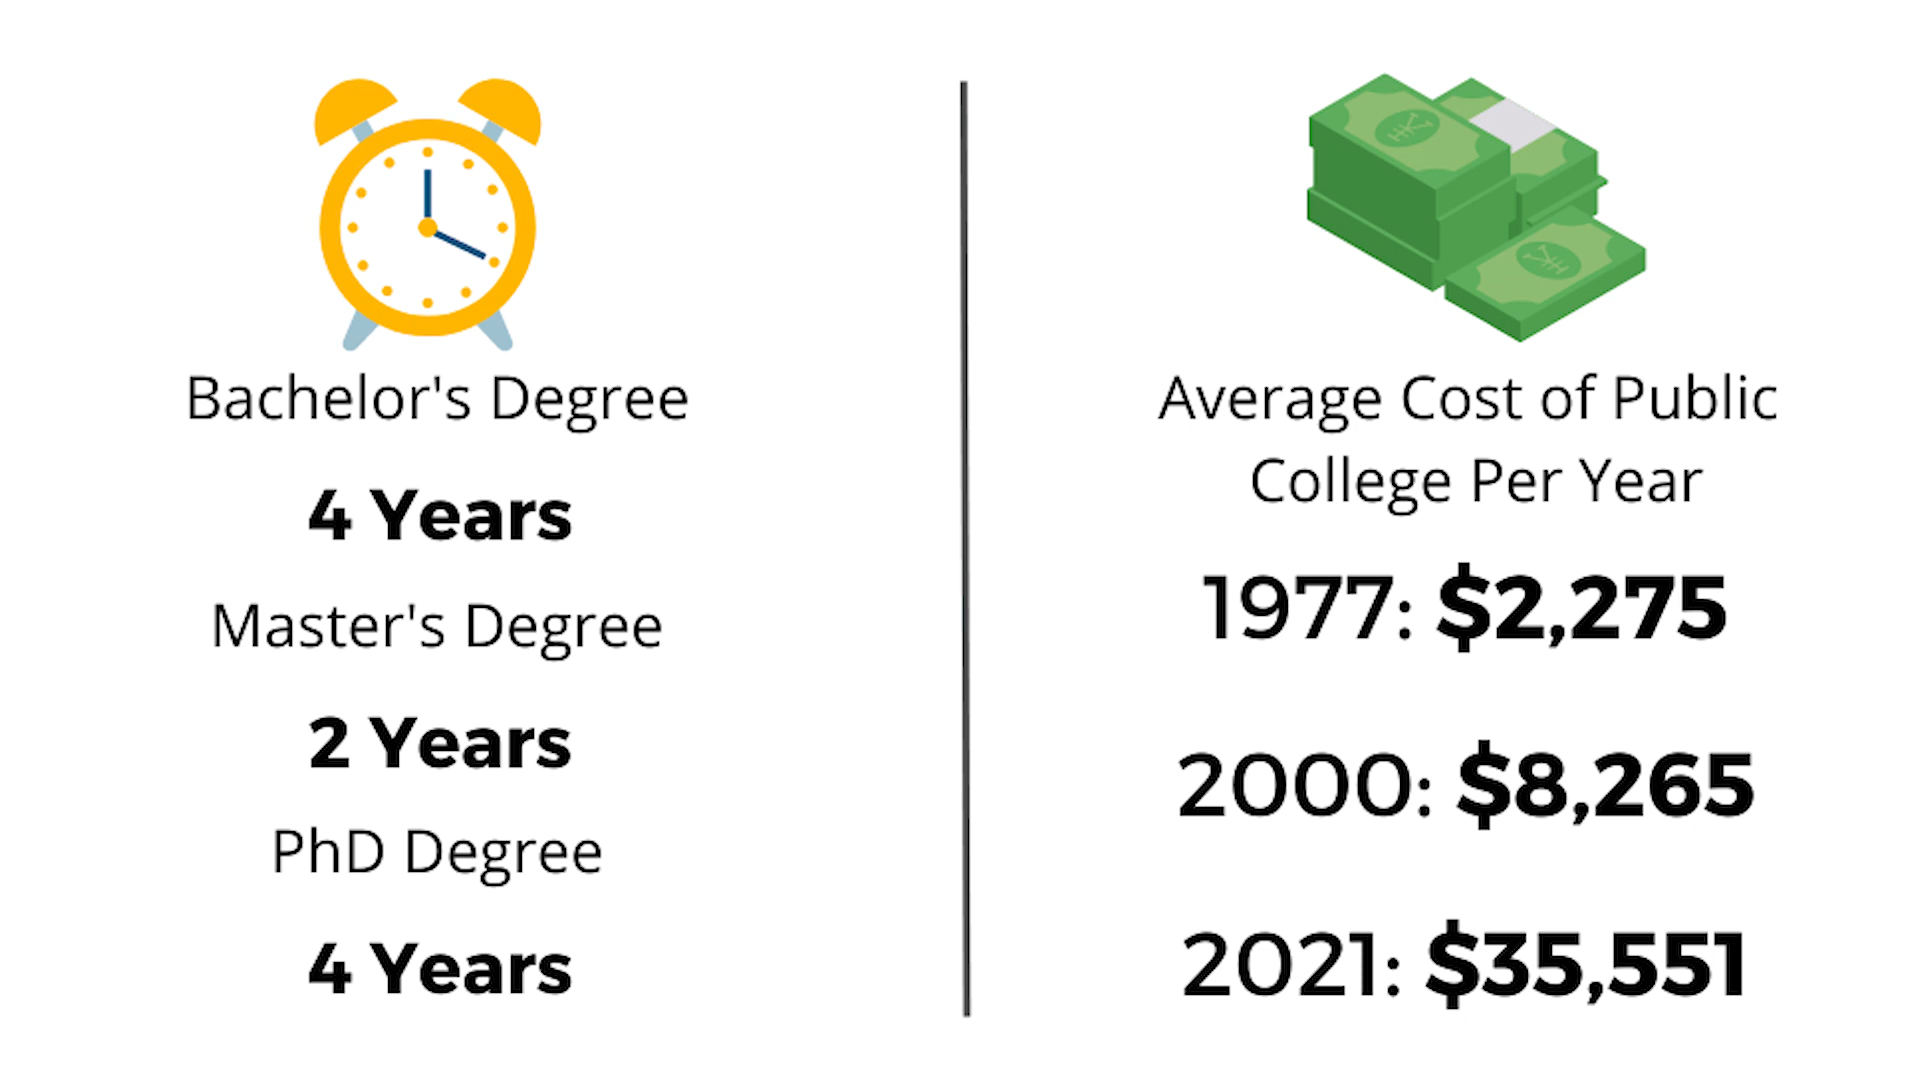 Bachelor's Degree
4 Years
Master's Degree
2 Years
PhD Degree
4 Years
Average Cost of Public
College Per Year
1977: $2,275
2000: $8,265
2021: $35,551